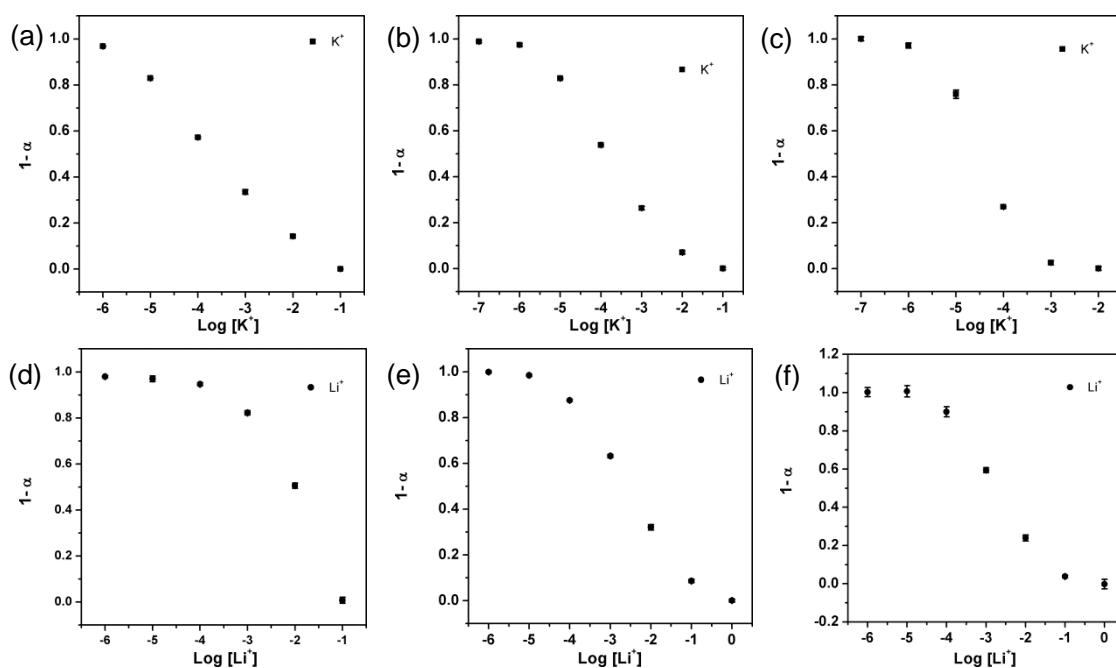 (a)
1.0
0.8
0.6
0.4
0.2
0.0
1- α
K⁺
-6 -5 -4 -3 -2 -1
Log [K⁺]
(b)
1.0
0.8
0.6
0.4
0.2
0.0
1- α
K⁺
-7 -6 -5 -4 -3 -2 -1
Log [K⁺]
(c)
1.0
0.8
0.6
0.4
0.2
0.0
1- α
K⁺
-7 -6 -5 -4 -3 -2
Log [K⁺]
(d)
1.0
0.8
0.6
0.4
0.2
0.0
1- α
Li⁺
-6 -5 -4 -3 -2 -1
Log [Li⁺]
(e)
1.0
0.8
0.6
0.4
0.2
0.0
1- α
Li⁺
-6 -5 -4 -3 -2 -1 0
Log [Li⁺]
(f)
1.2
1.0
0.8
0.6
0.4
0.2
0.0
-0.2
1- α
Li⁺
-6 -5 -4 -3 -2 -1 0
Log [Li⁺]